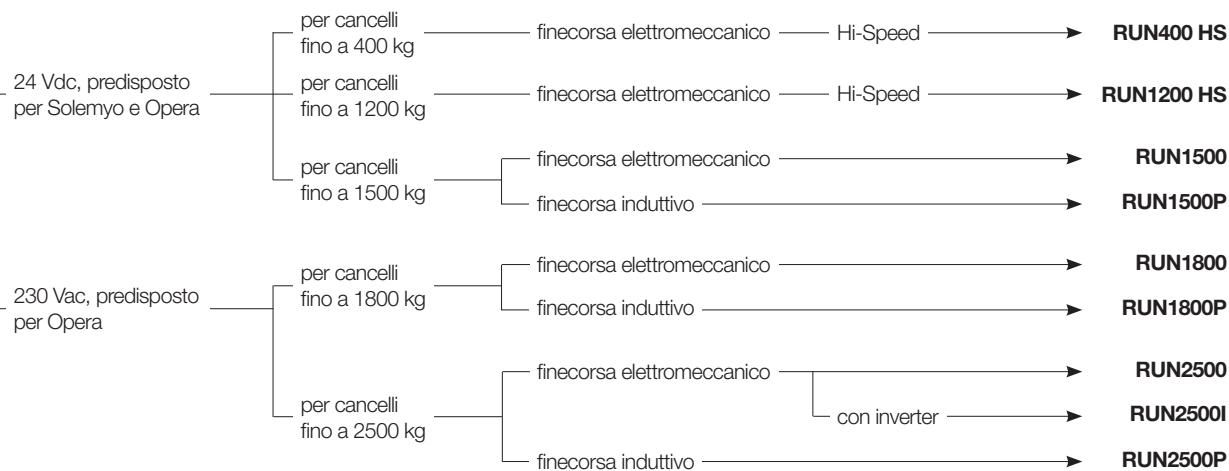 24 Vdc, predisposto
per Solemyo e Opera
per cancelli
fino a 400 kg
finecorsa elettromeccanico
Hi-Speed
RUN400 HS
per cancelli
fino a 1200 kg
finecorsa elettromeccanico
Hi-Speed
RUN1200 HS
per cancelli
fino a 1500 kg
finecorsa elettromeccanico
RUN1500
finecorsa induttivo
RUN1500P
230 Vac, predisposto
per Opera
per cancelli
fino a 1800 kg
finecorsa elettromeccanico
RUN1800
finecorsa induttivo
RUN1800P
per cancelli
fino a 2500 kg
finecorsa elettromeccanico
RUN2500
con inverter
RUN2500I
finecorsa induttivo
RUN2500P